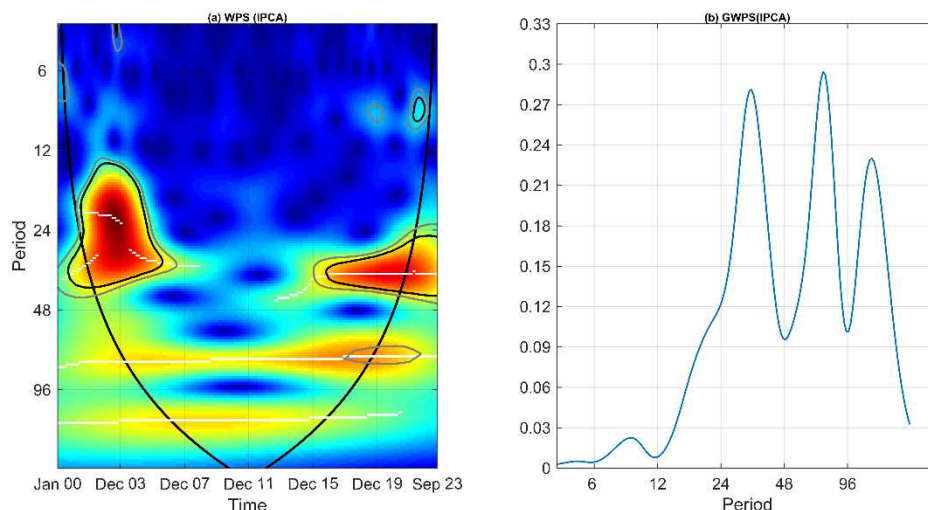 (a) WPS (IPCA)
6
12
24
48
96
Period
Jan 00 Dec 03 Dec 07 Dec 11 Dec 15 Dec 19 Sep 23
Time
(b) GWPS(IPCA)
0.33
0.3
0.27
0.24
0.21
0.18
0.15
0.12
0.09
0.06
0.03
0
6 12 24 48 96
Period